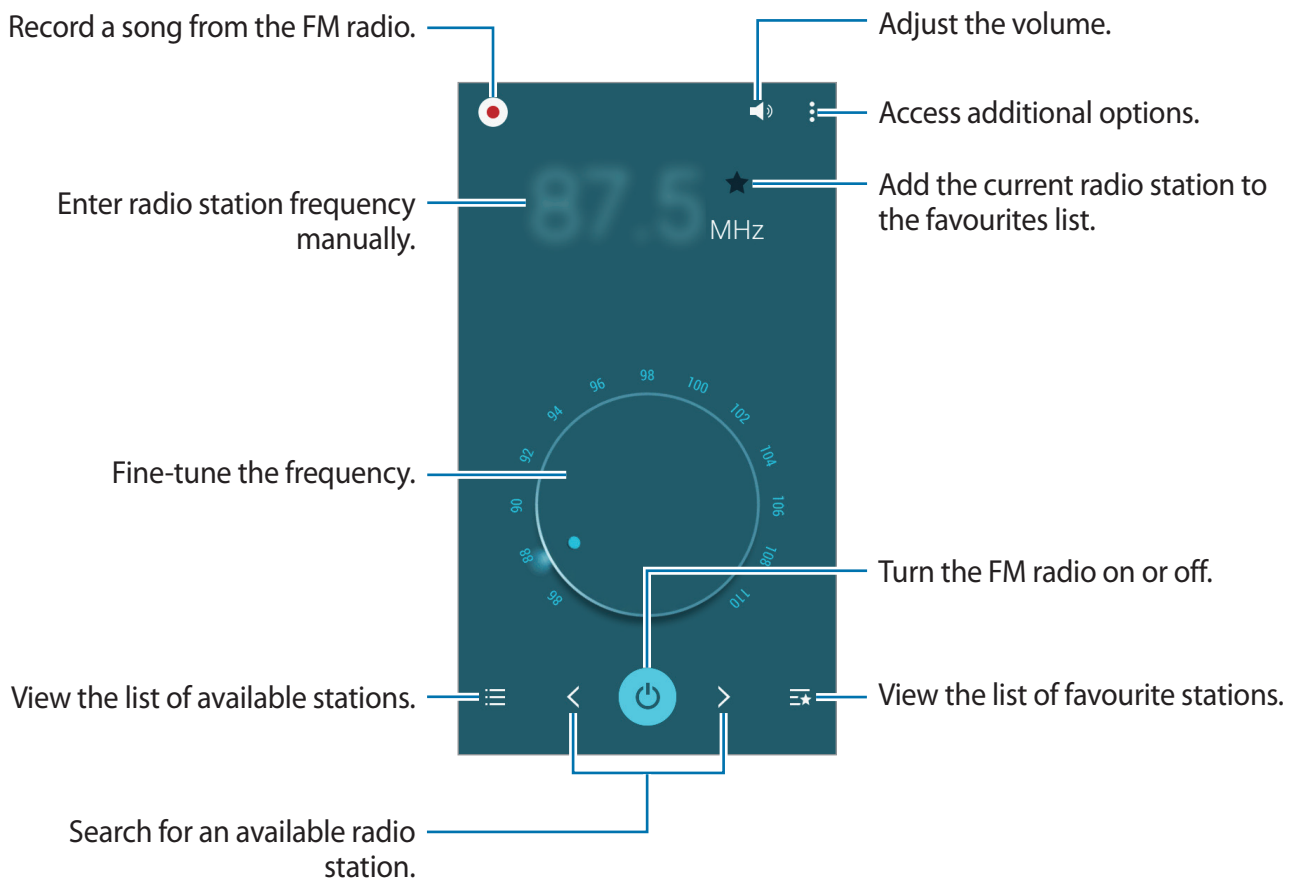 Record a song from the FM radio.
Adjust the volume.
Access additional options.
Enter radio station frequency
manually.
87.5
MHz
Add the current radio station to
the favourites list.
86
88
90
92
94
96
98
100
102
104
106
108
110
Fine-tune the frequency.
Turn the FM radio on or off.
View the list of available stations.
View the list of favourite stations.
Search for an available radio
station.